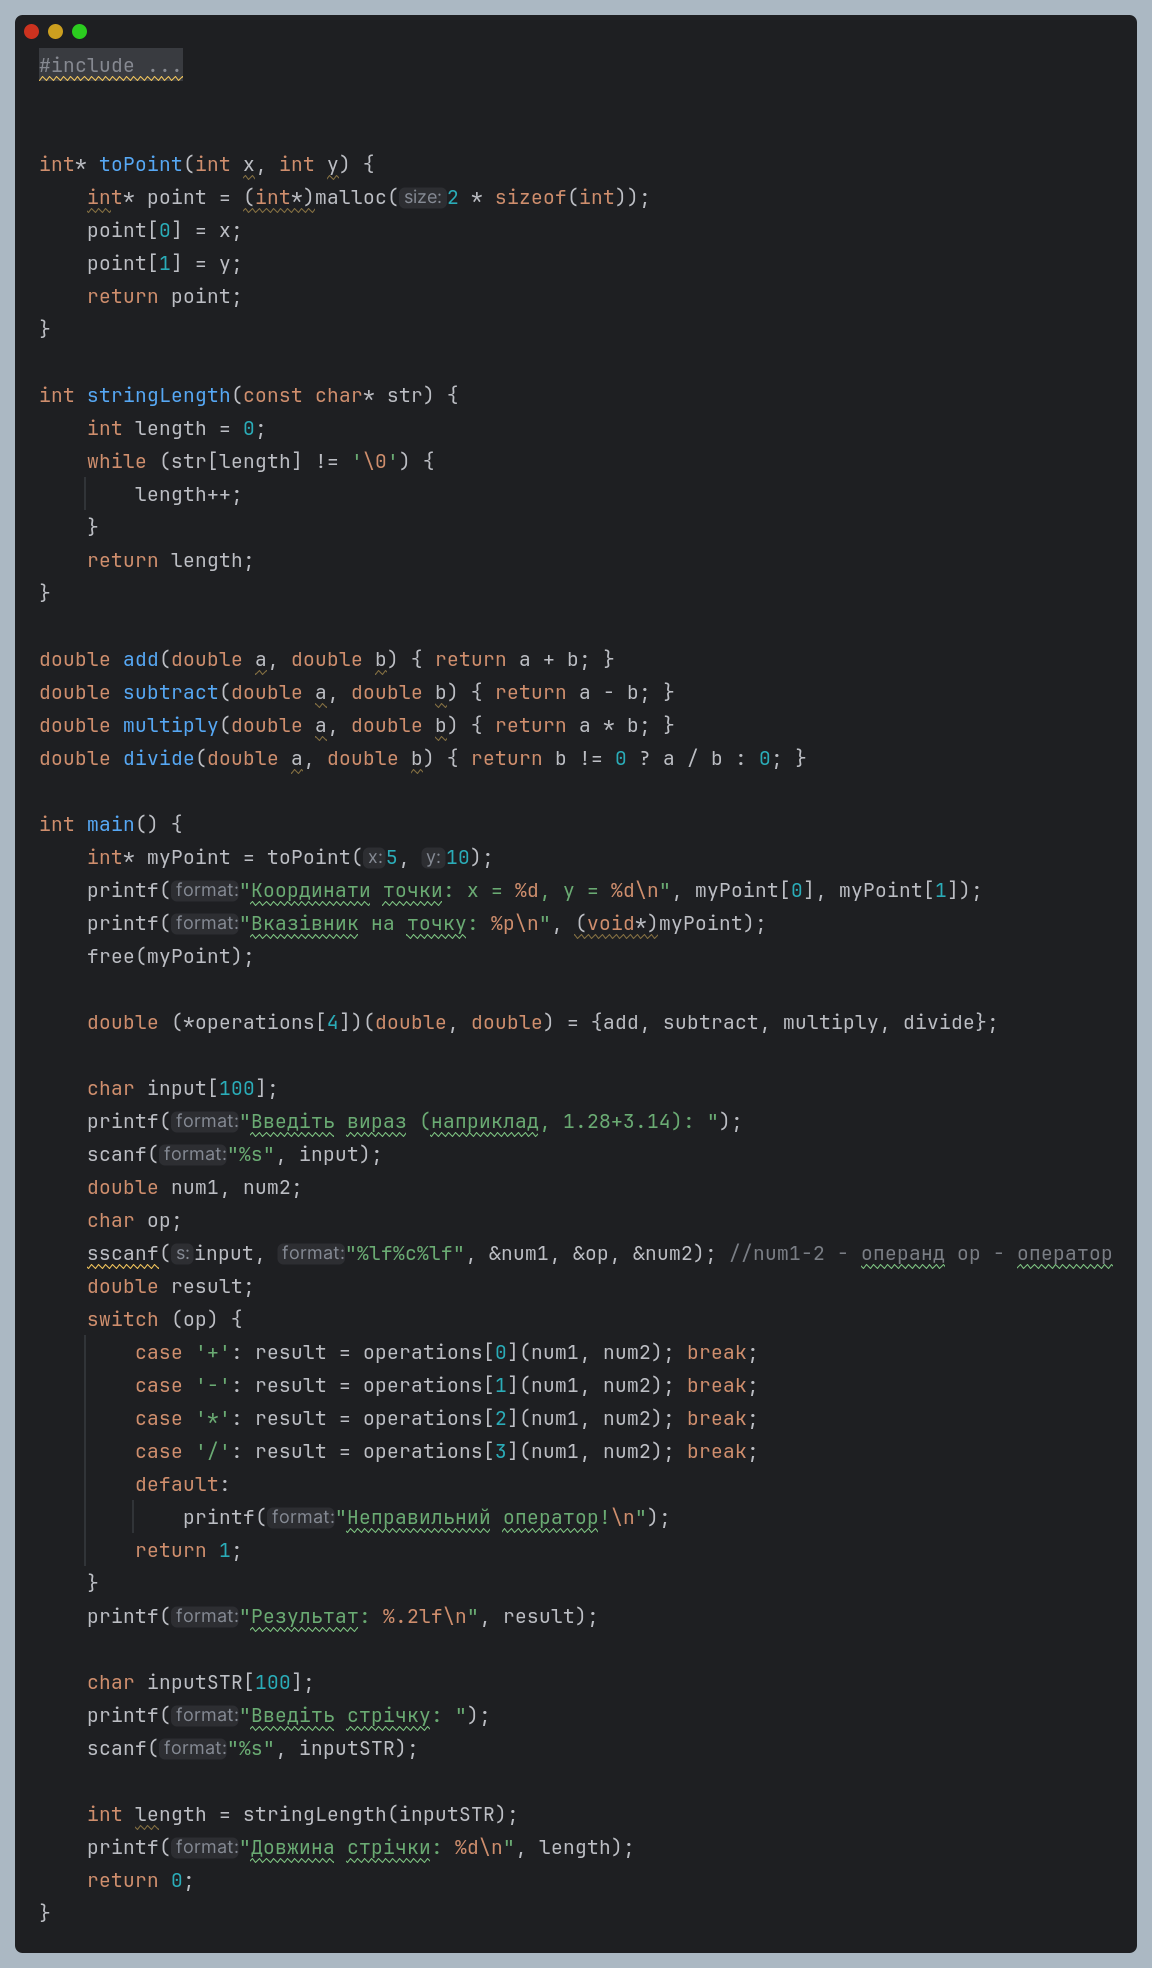 #include ...
int* toPoint(int x, int y) {
    int* point = (int*)malloc(size:2 * sizeof(int));
    point[0] = x;
    point[1] = y;
    return point;
}
int stringLength(const char* str) {
    int length = 0;
    while (str[length] != '\0') {
        length++;
    }
    return length;
}
double add(double a, double b) { return a + b; }
double subtract(double a, double b) { return a - b; }
double multiply(double a, double b) { return a * b; }
double divide(double a, double b) { return b != 0 ? a / b : 0; }
int main() {
    int* myPoint = toPoint(x:5, y:10);
    printf(format:"Координати точки: x = %d, y = %d\n", myPoint[0], myPoint[1]);
    printf(format:"Вказівник на точку: %p\n", (void*)myPoint);
    free(myPoint);
    double (*operations[4])(double, double) = {add, subtract, multiply, divide};
    char input[100];
    printf(format:"Введіть вираз (наприклад, 1.28+3.14): ");
    scanf(format:"%s", input);
    double num1, num2;
    char op;
    sscanf(s:input, format:"%lf%c%lf", &num1, &op, &num2); //num1-2 - операнд op - оператор
    double result;
    switch (op) {
        case '+': result = operations[0](num1, num2); break;
        case '-': result = operations[1](num1, num2); break;
        case '*': result = operations[2](num1, num2); break;
        case '/': result = operations[3](num1, num2); break;
        default:
            printf(format:"Неправильний оператор!\n");
        return 1;
    }
    printf(format:"Результат: %.2lf\n", result);
    char inputSTR[100];
    printf(format:"Введіть стрічку: ");
    scanf(format:"%s", inputSTR);
    int length = stringLength(inputSTR);
    printf(format:"Довжина стрічки: %d\n", length);
    return 0;
}